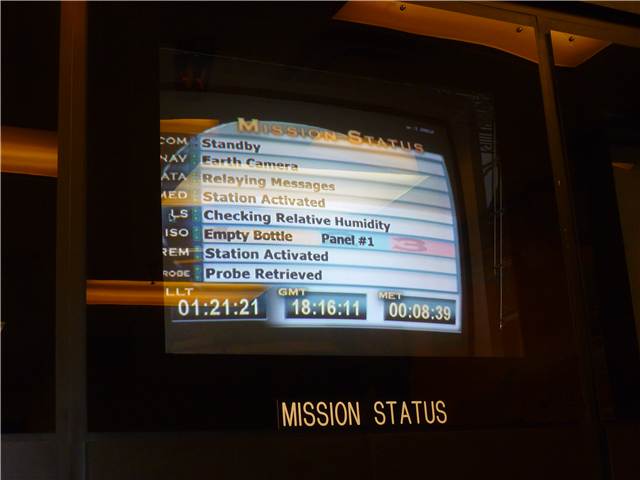 MISSION STATUS
COM Standby
NAV Earth Camera
ATA Relaying Messages
MED Station Activated
LS Checking Relative Humidity
ISO Empty Bottle Panel #1 3
REM Station Activated
ROBE Probe Retrieved
LLT GMT MET
01:21:21 18:16:11 00:08:39
MISSION STATUS